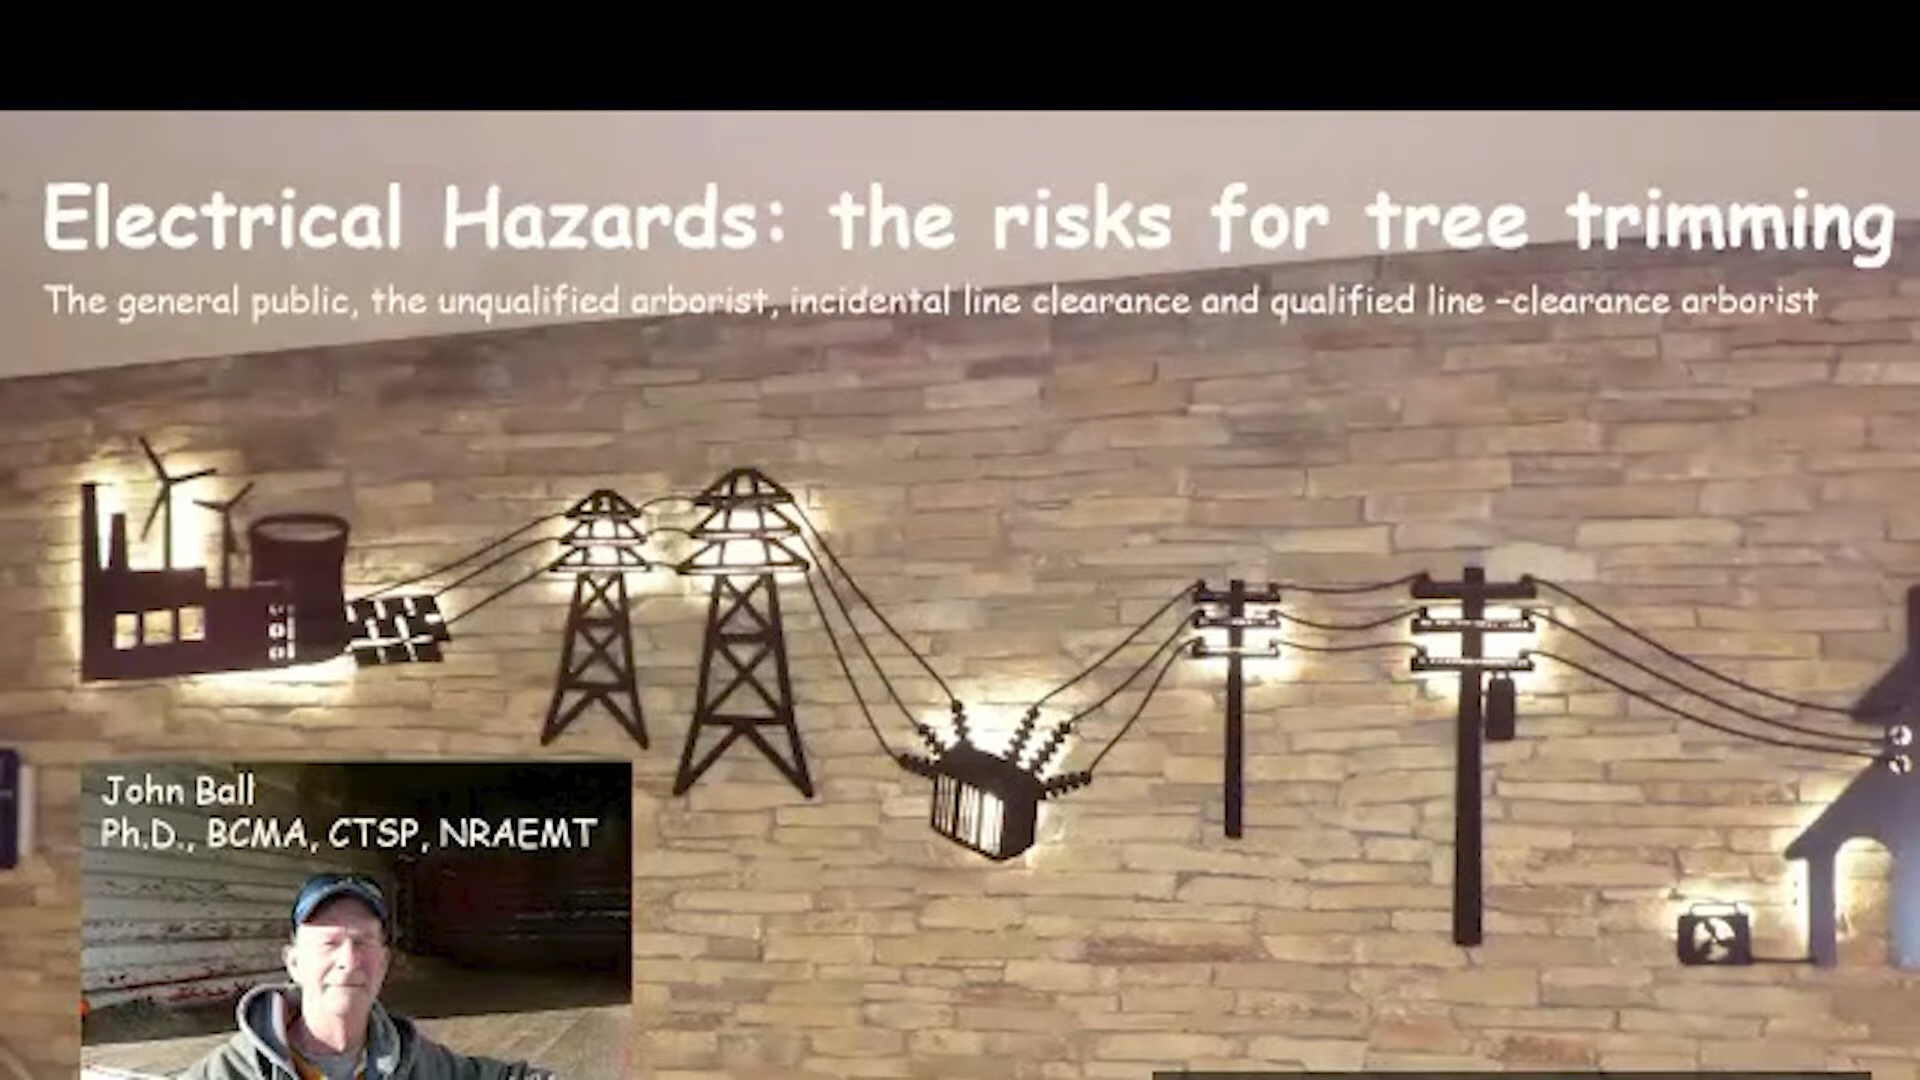 Electrical Hazards: the risks for tree trimming
The general public, the unqualified arborist, incidental line clearance and qualified line -clearance arborist
John Ball
Ph.D., BCMA, CTSP, NRAEMT